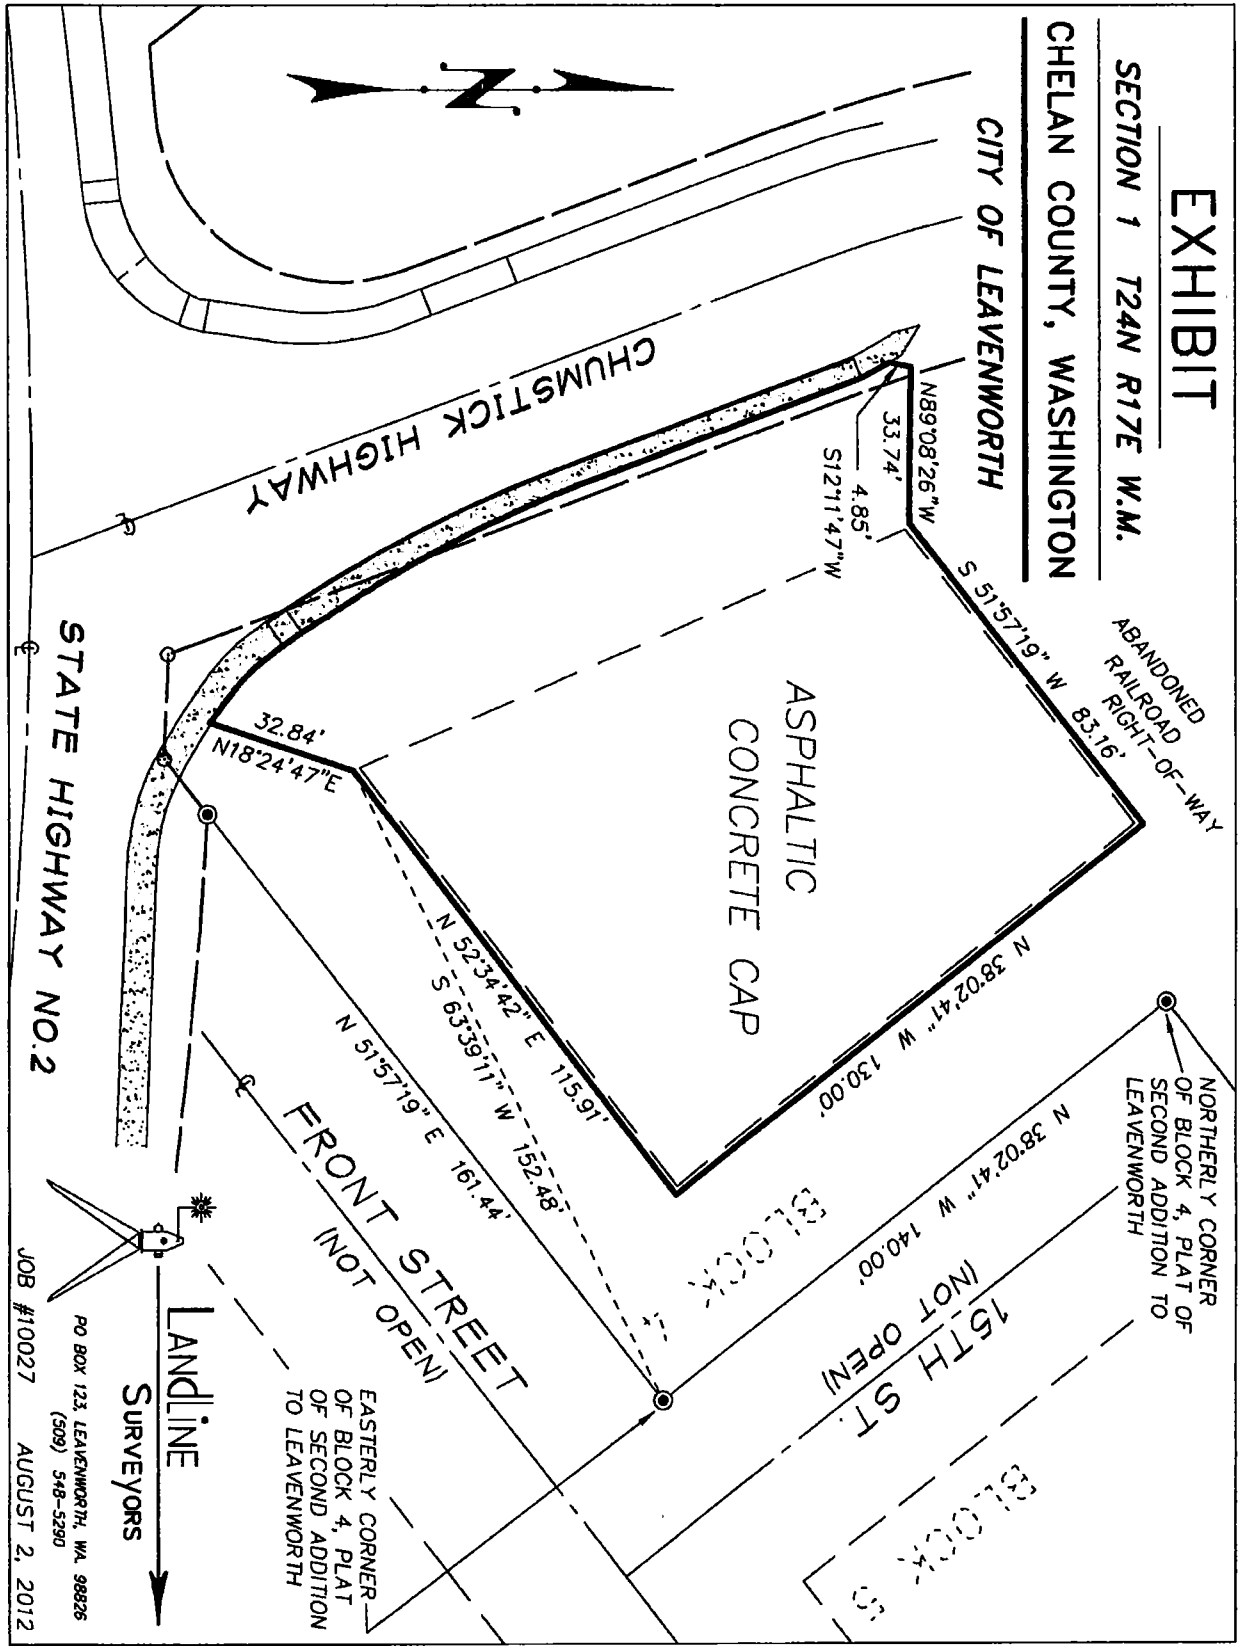 EXHIBIT
SECTION 1 T24N R17E W.M.
CHELAN COUNTY, WASHINGTON
CITY OF LEAVENWORTH
N
ABANDONED
RAILROAD
RIGHT-OF-WAY
NORTHERLY CORNER
OF BLOCK 4, PLAT OF
SECOND ADDITION TO
LEAVENWORTH
N89°08'26"W
33.74'
4.85'
S12°11'47"W
S 51°57'19" W 83.16'
N 38°02'41" W 130.00'
N 38°02'41" W 140.00'
ASPHALTIC
CONCRETE CAP
CHUMSTICK HIGHWAY
32.84'
N18°24'47"E
N 52°34'42" E 115.91'
S 63°39'11" W 152.48'
N 51°57'19" E 161.44'
BLOCK 4
15TH ST.
(NOT OPEN)
BLOCK 5
FRONT STREET
(NOT OPEN)
STATE HIGHWAY NO.2
EASTERLY CORNER
OF BLOCK 4, PLAT
OF SECOND ADDITION
TO LEAVENWORTH
LANDLINE
SURVEYORS
PO BOX 123, LEAVENWORTH, WA. 98826
(509) 548-5290
JOB #10027 AUGUST 2, 2012